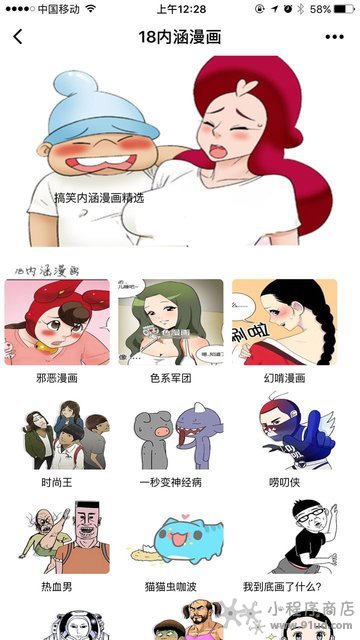 中国移动
上午12:28
58%
18内涵漫画
搞笑内涵漫画精选
18内涵漫画
色漫画
邪恶漫画
色系军团
幻啃漫画
时尚王
一秒变神经病
唠叨侠
热血男
猫猫虫咖波
我到底画了什么?
小程序商店
www.91ud.com